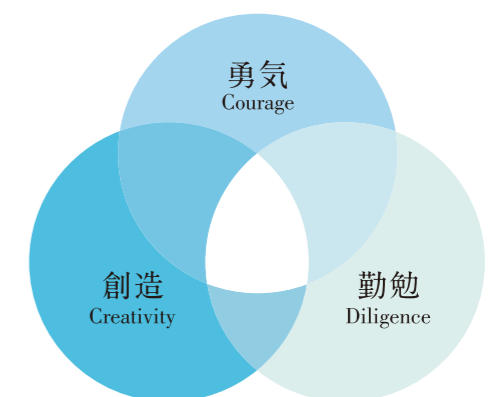 勇気
Courage
創造
Creativity
勤勉
Diligence